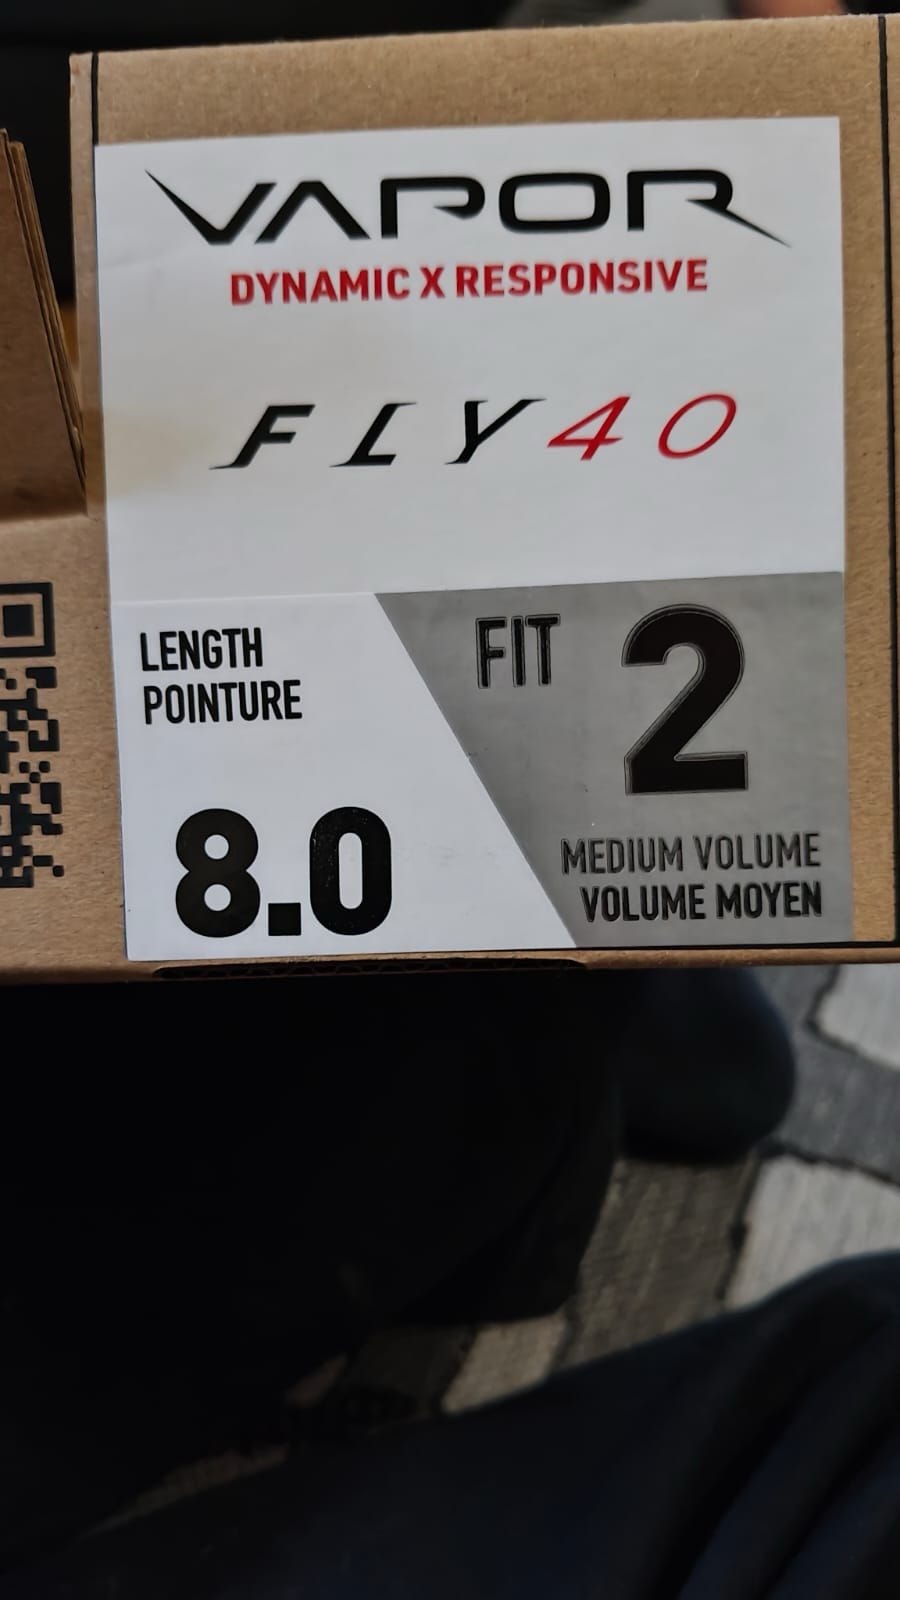 VAPOR
DYNAMIC X RESPONSIVE
FLY40
LENGTH
POINTURE
8.0
FIT 2
MEDIUM VOLUME
VOLUME MOYEN